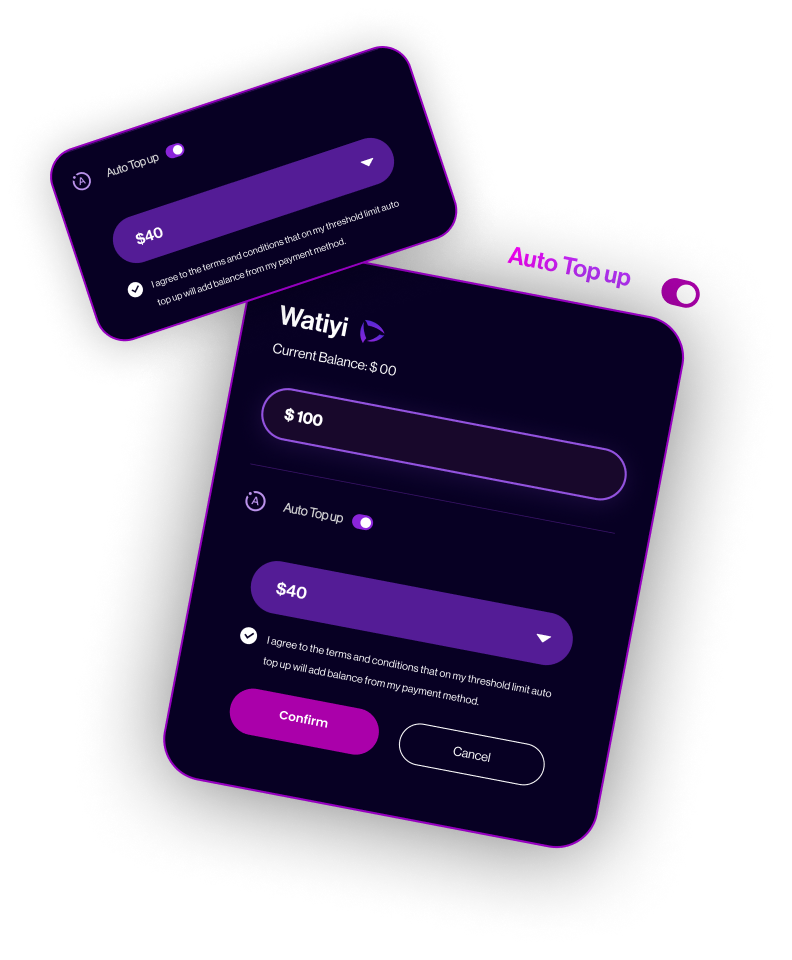 Auto Top up
$40
I agree to the terms and conditions that on my threshold limit auto
top up will add balance from my payment method.
Auto Top up
Watiyi
Current Balance: $ 00
$ 100
A
Auto Top up
$40
I agree to the terms and conditions that on my threshold limit auto
top up will add balance from my payment method.
Confirm
Cancel